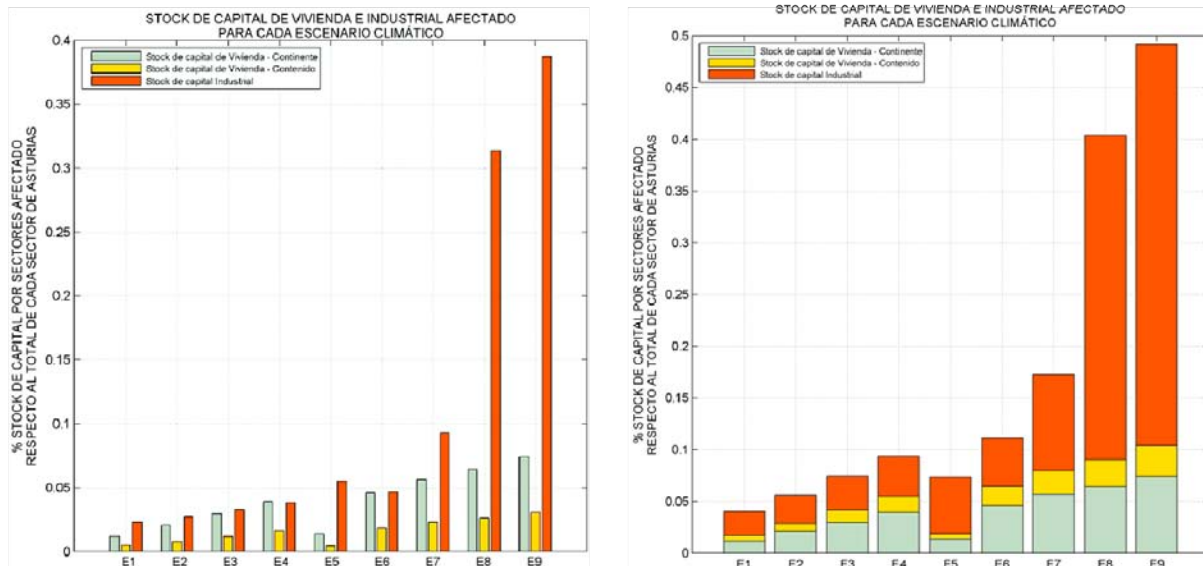 STOCK DE CAPITAL DE VIVIENDA E INDUSTRIAL AFECTADO
PARA CADA ESCENARIO CLIMÁTICO
0.4
0.35
0.3
0.25
0.2
0.15
0.1
0.05
0
% STOCK DE CAPITAL POR SECTORES AFECTADO
RESPECTO AL TOTAL DE CADA SECTOR DE ASTURIAS
Stock de capital de Vivienda - Continente
Stock de capital de Vivienda - Contenido
Stock de capital Industrial
E1 E2 E3 E4 E5 E6 E7 E8 E9
STOCK DE CAPITAL DE VIVIENDA E INDUSTRIAL AFECTADO
PARA CADA ESCENARIO CLIMÁTICO
0.5
0.45
0.4
0.35
0.3
0.25
0.2
0.15
0.1
0.05
0
% STOCK DE CAPITAL POR SECTORES AFECTADO
RESPECTO AL TOTAL DE CADA SECTOR DE ASTURIAS
Stock de capital de Vivienda - Continente
Stock de capital de Vivienda - Contenido
Stock de capital Industrial
E1 E2 E3 E4 E5 E6 E7 E8 E9